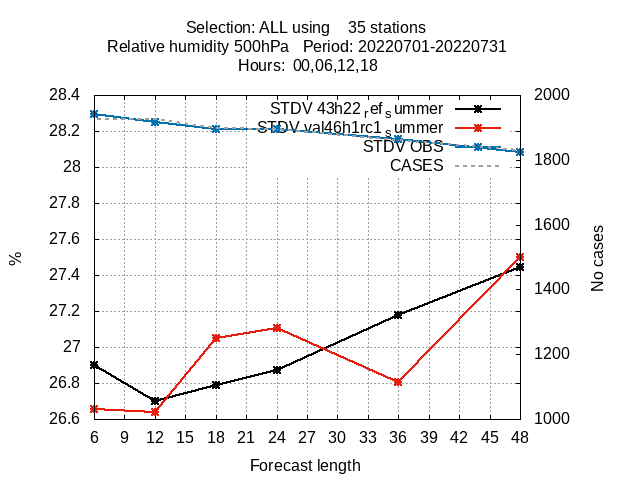 Selection: ALL using 35 stations
Relative humidity 500hPa Period: 20220701-20220731
Hours: 00,06,12,18
28.4
28.2
28
27.8
27.6
27.4
27.2
27
26.8
26.6
%
2000
1800
1600
1400
1200
1000
No cases
STDV 43h22_ref_summer
STDV val46h1rc1_summer
STDV OBS
CASES
6 9 12 15 18 21 24 27 30 33 36 39 42 45 48
Forecast length